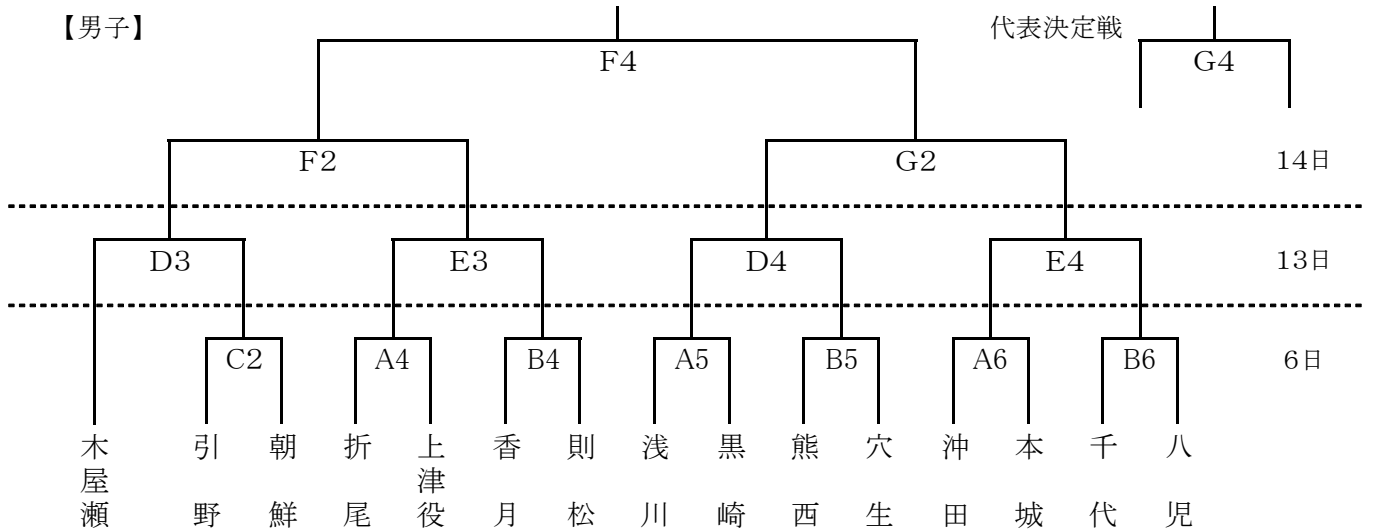 【男子】
代表決定戦
F4
G4
F2
G2
14日
D3
E3
D4
E4
13日
C2
A4
B4
A5
B5
A6
B6
6日
木屋瀬
引野
朝鮮
折尾
上津役
香月
則松
浅川
黒崎
熊西
穴生
沖田
本城
千代
八児